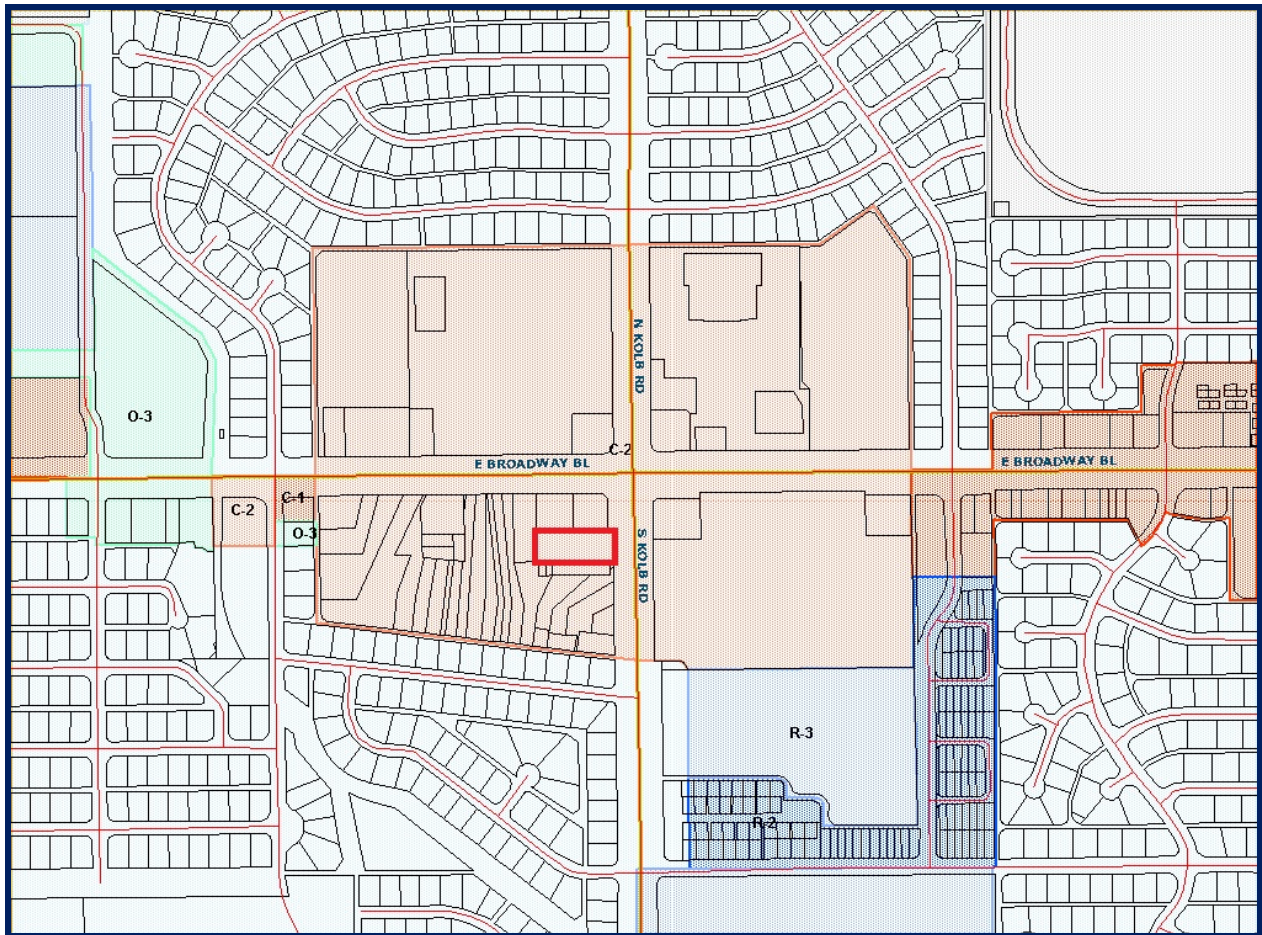 N KOLB RD
O-3
C-2
E BROADWAY BL
E BROADWAY BL
C-1
C-2
O-3
S KOLB RD
R-3
R-2